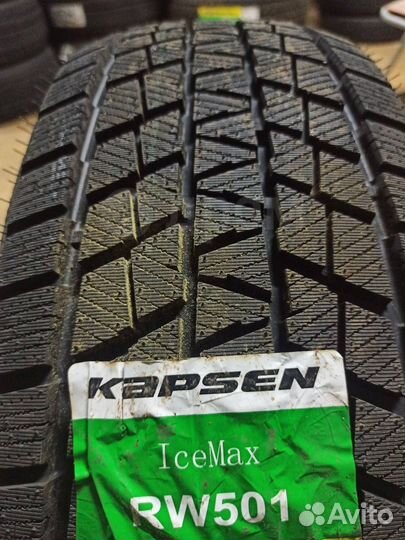 KAPSEN
IceMax
RW501
Avito